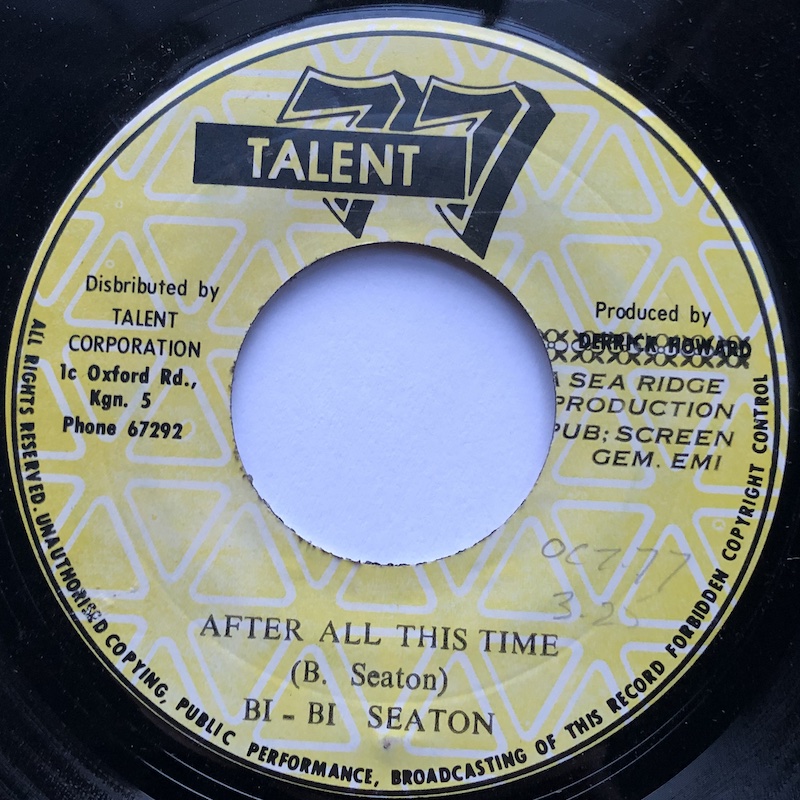 77
TALENT
Disbributed by
TALENT
CORPORATION
1c Oxford Rd.,
Kgn. 5
Phone 67292
Produced by
DERRICK HOWARD
A SEA RIDGE
PRODUCTION
PUB; SCREEN
GEM. EMI
OCT. 77
3.25
AFTER ALL THIS TIME
(B. Seaton)
BI - BI SEATON
ALL RIGHTS RESERVED. UNAUTHORISED COPYING, PUBLIC PERFORMANCE, BROADCASTING OF THIS RECORD FORBIDDEN COPYRIGHT CONTROL